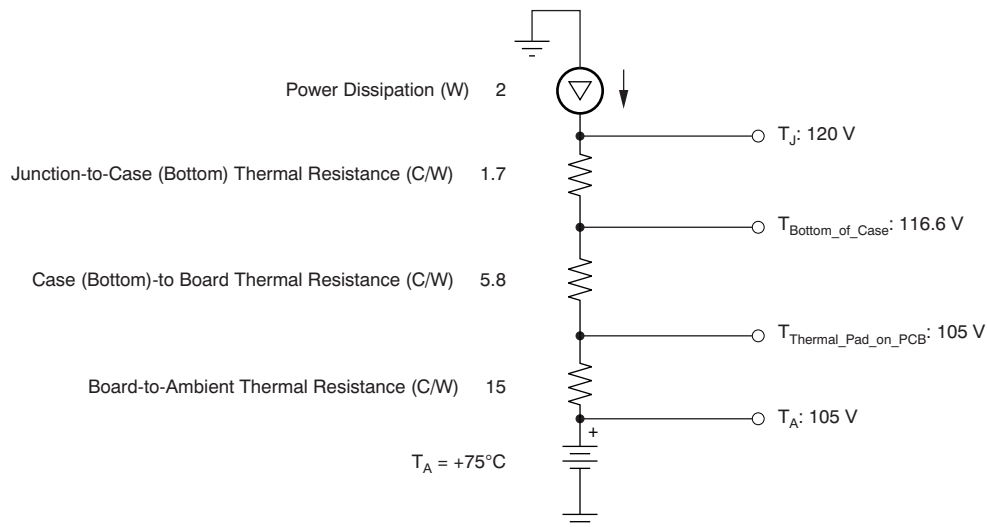 Power Dissipation (W) 2
T_J: 120 V
Junction-to-Case (Bottom) Thermal Resistance (C/W) 1.7
T_Bottom_of_Case: 116.6 V
Case (Bottom)-to Board Thermal Resistance (C/W) 5.8
T_Thermal_Pad_on_PCB: 105 V
Board-to-Ambient Thermal Resistance (C/W) 15
T_A: 105 V
+
T_A = +75°C